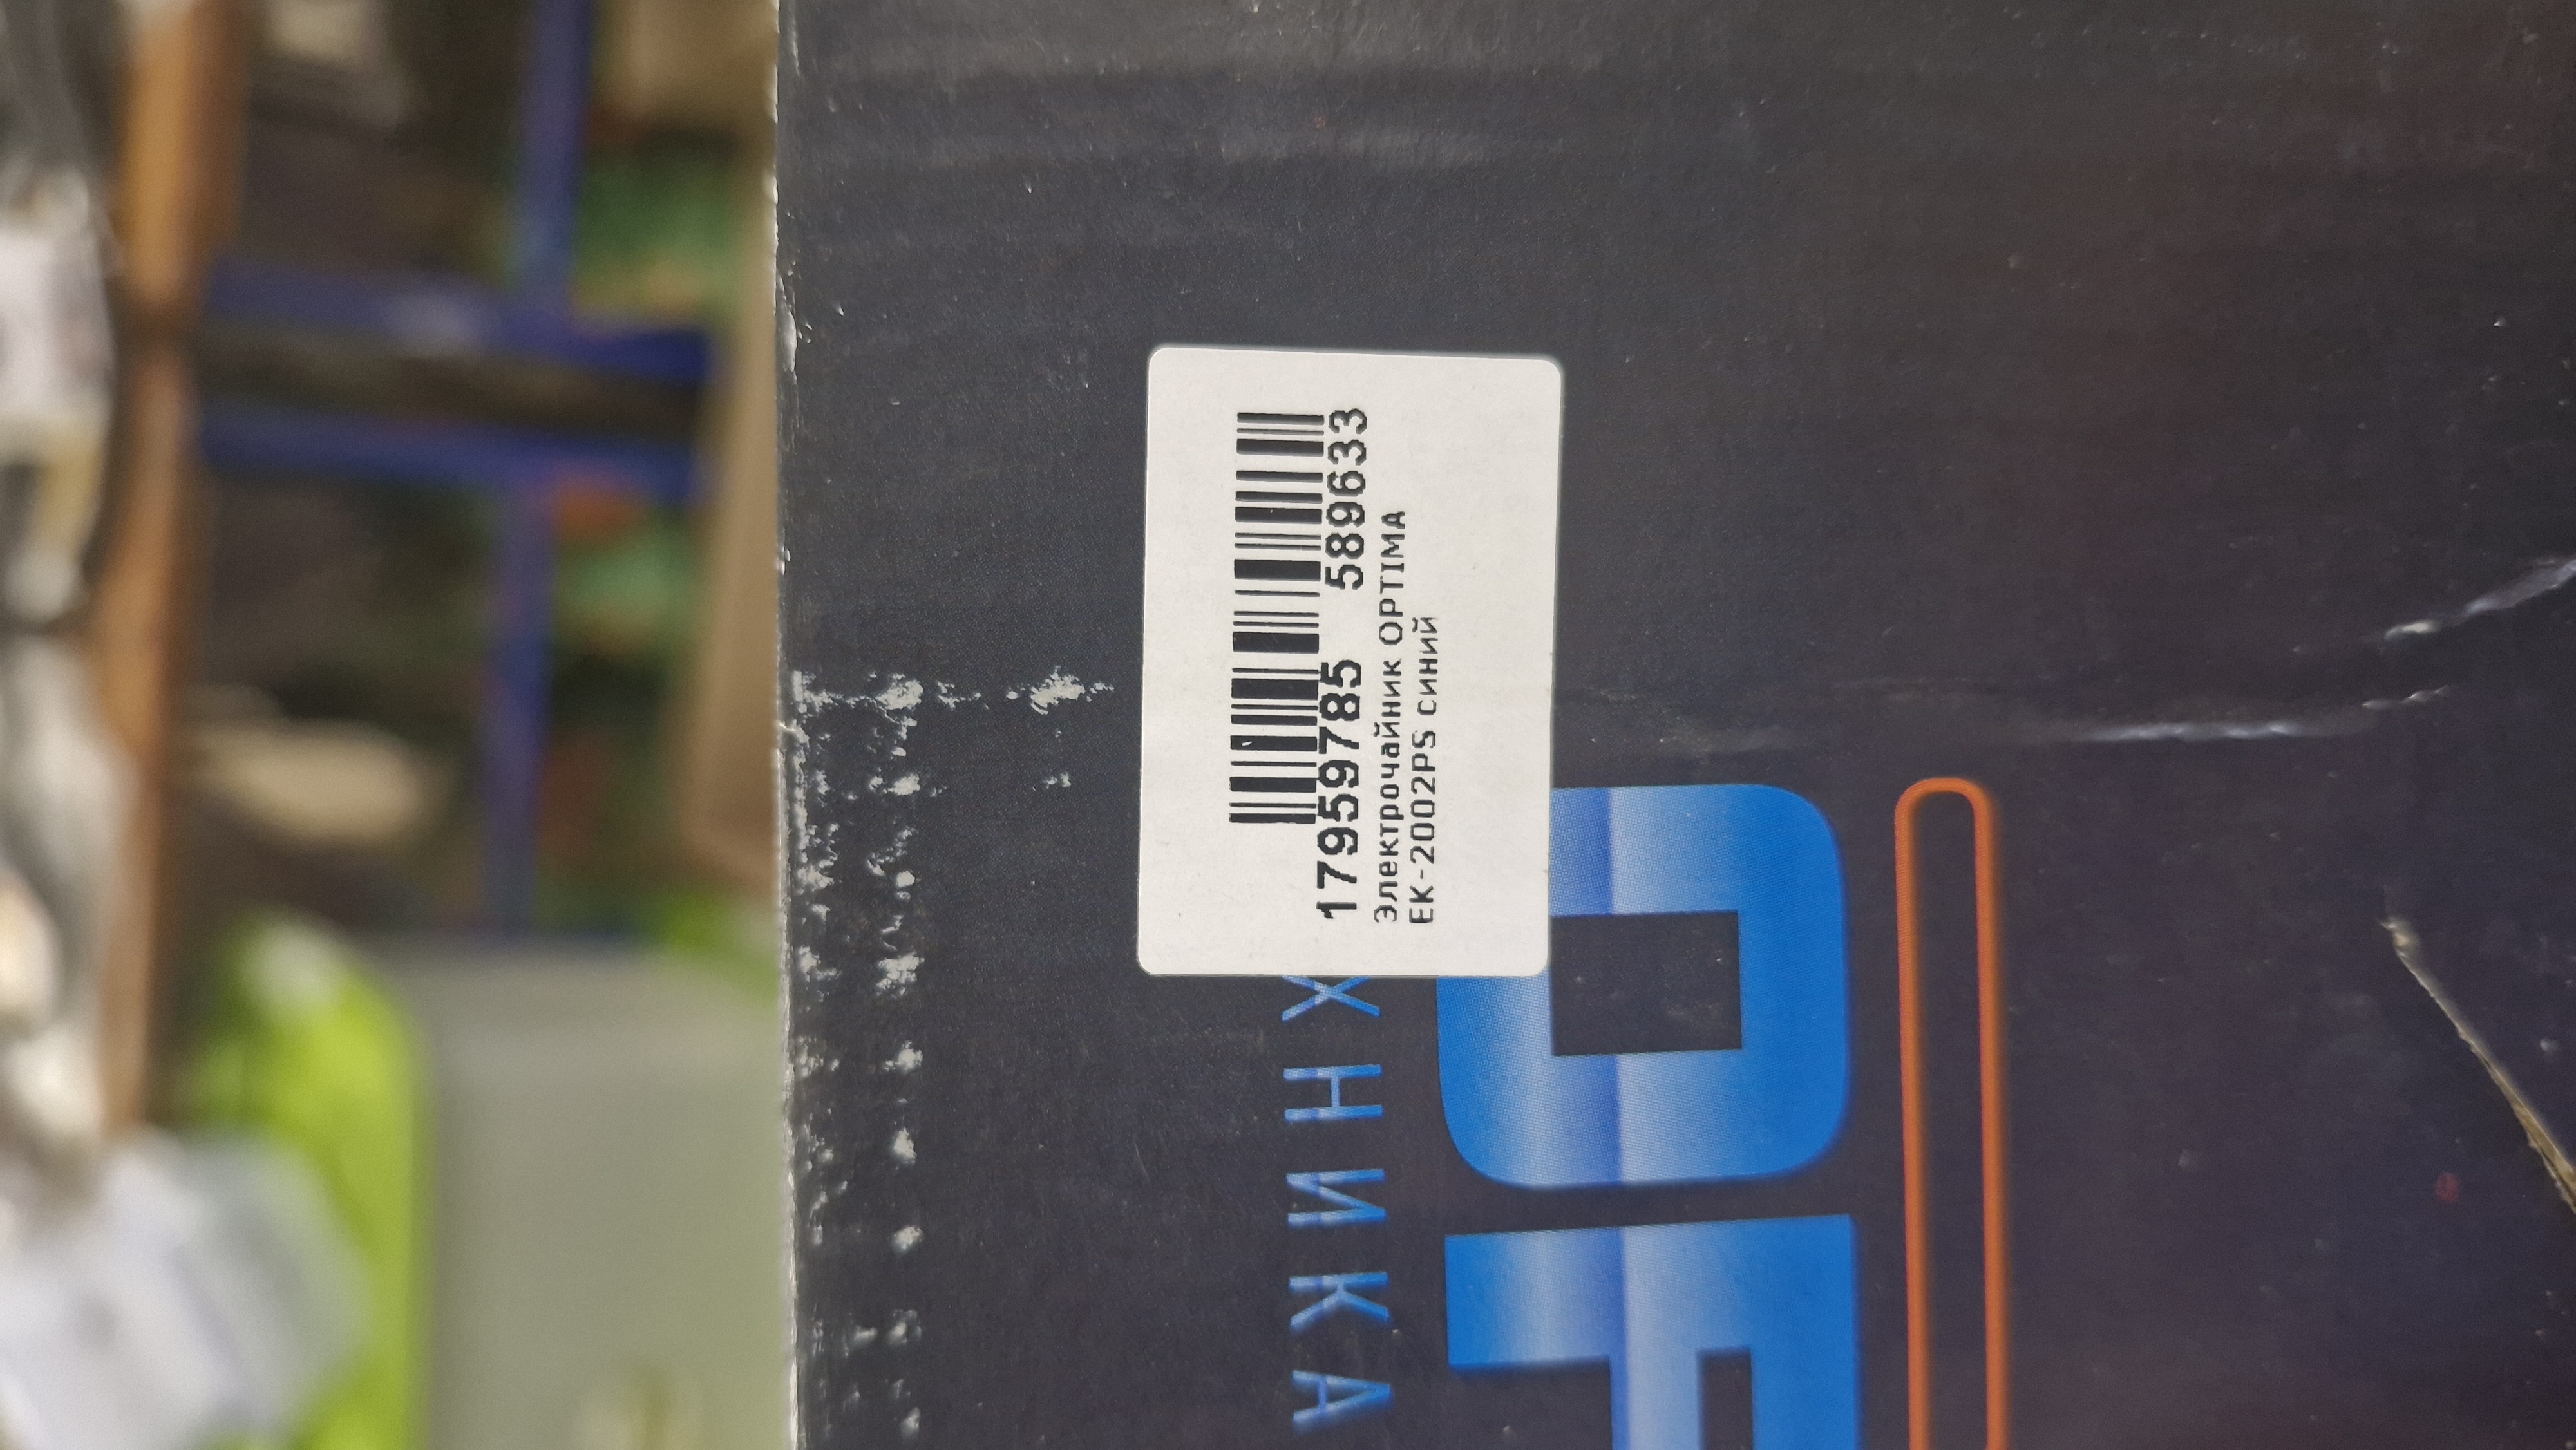 17959785 589633
Электрочайник OPTIMA
EK-2002PS синий
ХНИКА